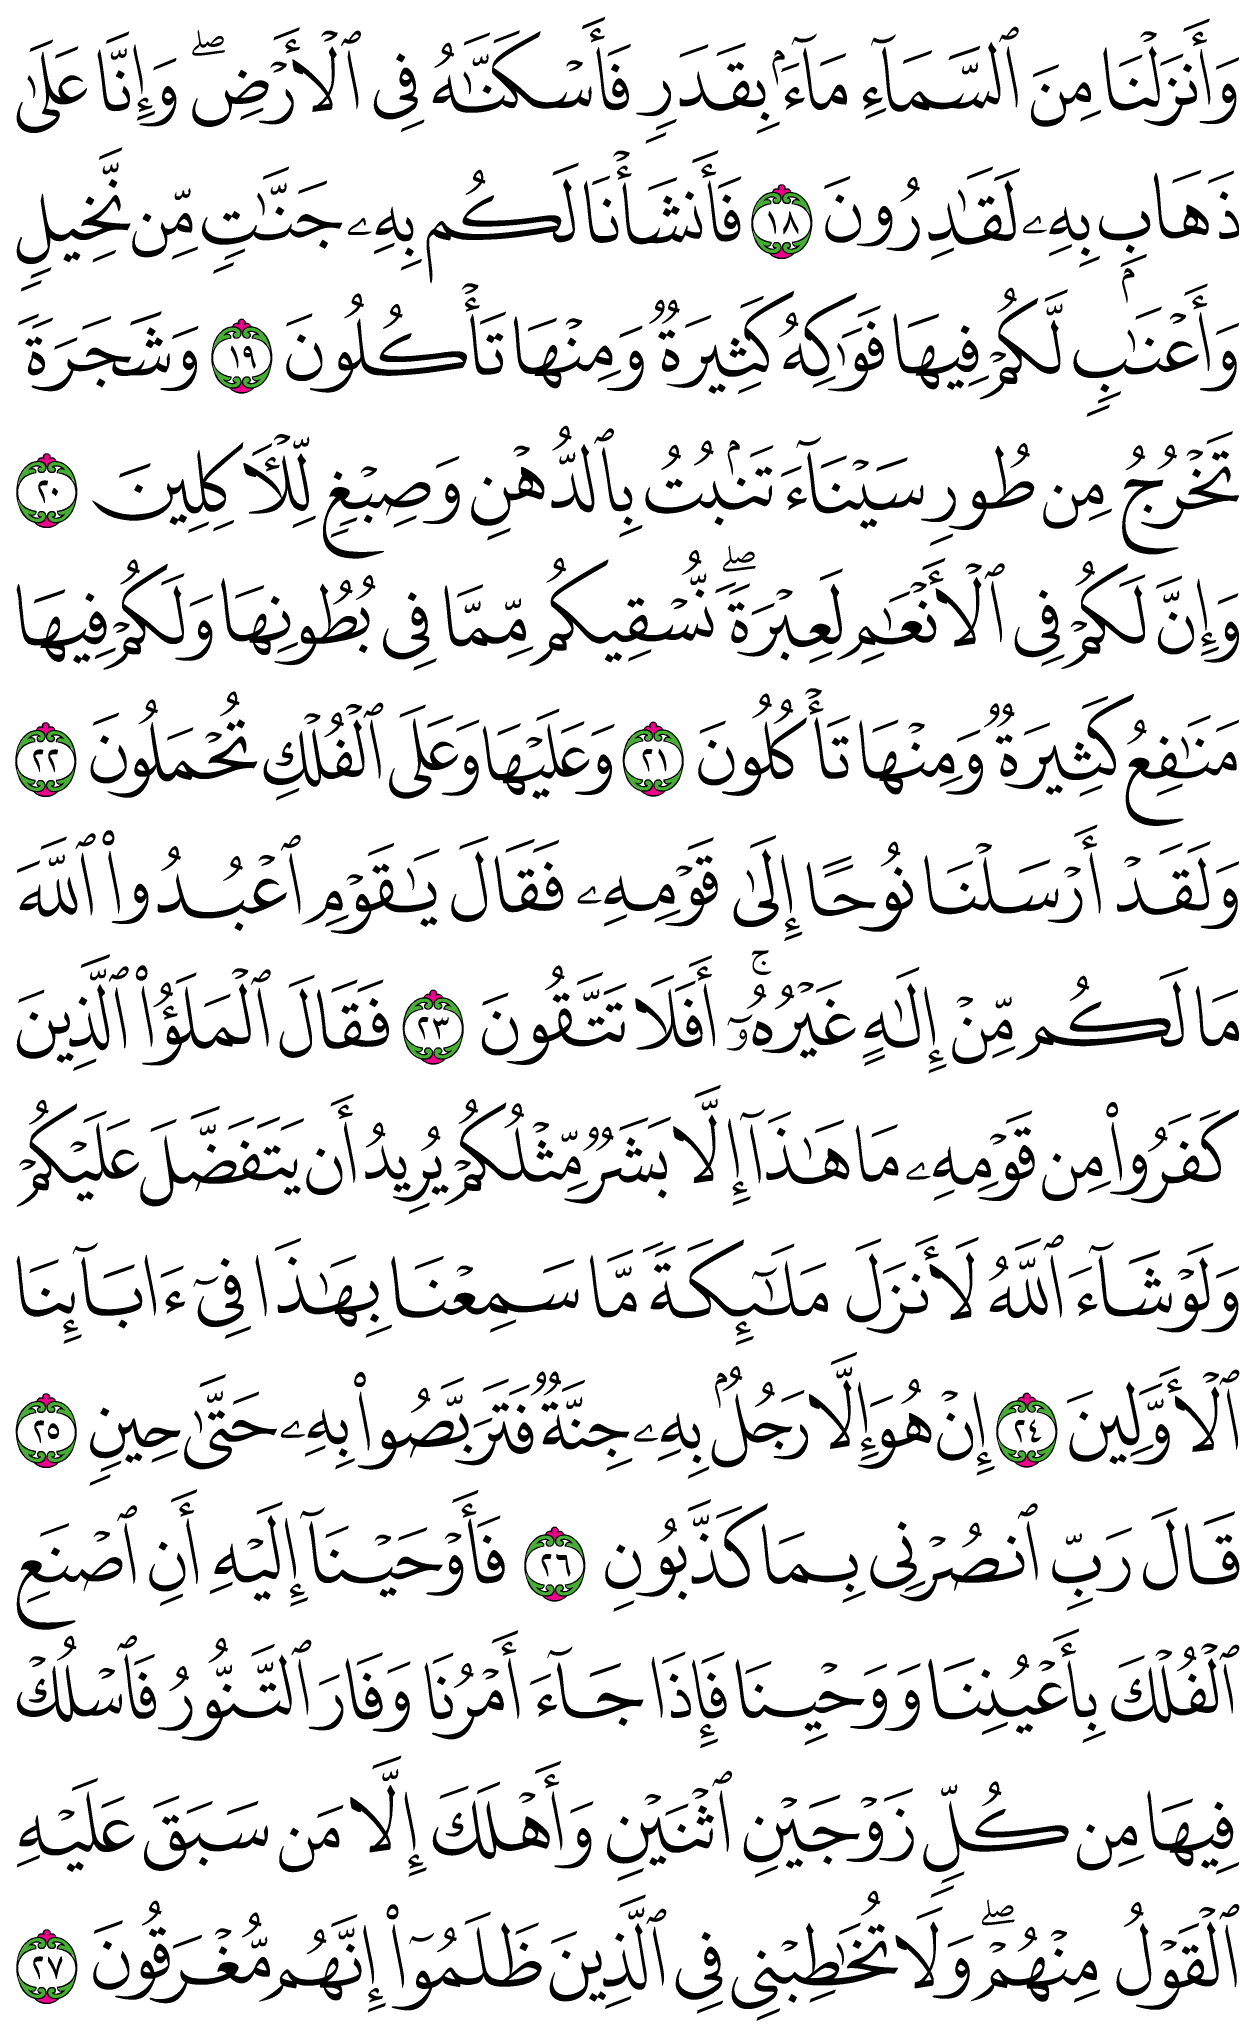 وَأَنزَلْنَا مِنَ ٱلسَّمَآءِ مَآءَۢ بِقَدَرٍ فَأَسْكَنَّٰهُ فِى ٱلْأَرْضِ ۖ وَإِنَّا عَلَىٰ
ذَهَابٍۭ بِهِۦ لَقَٰدِرُونَ ١٨ فَأَنشَأْنَا لَكُم بِهِۦ جَنَّٰتٍ مِّن نَّخِيلٍ
وَأَعْنَٰبٍ لَّكُمْ فِيهَا فَوَٰكِهُ كَثِيرَةٌ وَمِنْهَا تَأْكُلُونَ ١٩ وَشَجَرَةً
تَخْرُجُ مِن طُورِ سَيْنَآءَ تَنۢبُتُ بِٱلدُّهْنِ وَصِبْغٍ لِّلْـَٔاكِلِينَ ٢٠
وَإِنَّ لَكُمْ فِى ٱلْأَنْعَٰمِ لَعِبْرَةً ۖ نُّسْقِيكُم مِّمَّا فِى بُطُونِهَا وَلَكُمْ فِيهَا
مَنَٰفِعُ كَثِيرَةٌ وَمِنْهَا تَأْكُلُونَ ٢١ وَعَلَيْهَا وَعَلَى ٱلْفُلْكِ تُحْمَلُونَ ٢٢
وَلَقَدْ أَرْسَلْنَا نُوحًا إِلَىٰ قَوْمِهِۦ فَقَالَ يَٰقَوْمِ ٱعْبُدُوا۟ ٱللَّهَ
مَا لَكُم مِّنْ إِلَٰهٍ غَيْرُهُۥٓ ۚ أَفَلَا تَتَّقُونَ ٢٣ فَقَالَ ٱلْمَلَؤُا۟ ٱلَّذِينَ
كَفَرُوا۟ مِن قَوْمِهِۦ مَا هَٰذَآ إِلَّا بَشَرٌ مِّثْلُكُمْ يُرِيدُ أَن يَتَفَضَّلَ عَلَيْكُمْ
وَلَوْ شَآءَ ٱللَّهُ لَأَنزَلَ مَلَٰٓئِكَةً مَّا سَمِعْنَا بِهَٰذَا فِىٓ ءَابَآئِنَا
ٱلْأَوَّلِينَ ٢٤ إِنْ هُوَ إِلَّا رَجُلٌۢ بِهِۦ جِنَّةٌ فَتَرَبَّصُوا۟ بِهِۦ حَتَّىٰ حِينٍ ٢٥
قَالَ رَبِّ ٱنصُرْنِى بِمَا كَذَّبُونِ ٢٦ فَأَوْحَيْنَآ إِلَيْهِ أَنِ ٱصْنَعِ
ٱلْفُلْكَ بِأَعْيُنِنَا وَوَحْيِنَا فَإِذَا جَآءَ أَمْرُنَا وَفَارَ ٱلتَّنُّورُ فَٱسْلُكْ
فِيهَا مِن كُلٍّ زَوْجَيْنِ ٱثْنَيْنِ وَأَهْلَكَ إِلَّا مَن سَبَقَ عَلَيْهِ
ٱلْقَوْلُ مِنْهُمْ ۖ وَلَا تُخَٰطِبْنِى فِى ٱلَّذِينَ ظَلَمُوٓا۟ إِنَّهُم مُّغْرَقُونَ ٢٧